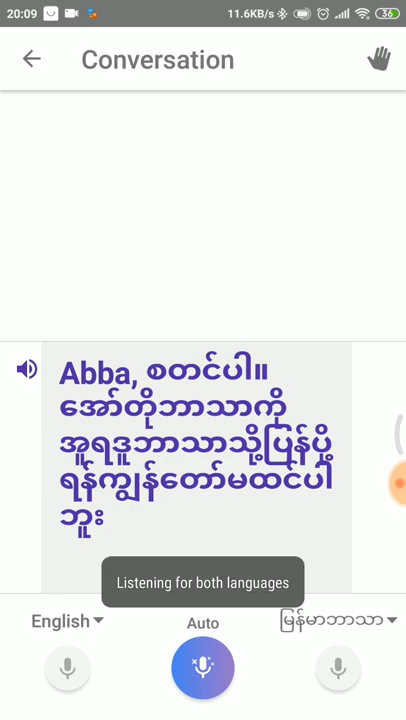 20:09
11.6KB/s
36
Conversation
Abba, စတင်ပါ။
အော်တိုဘာသာကို
အူရဒူဘာသာသို့ပြန်ပို့
ရန်ကျွန်တော်မထင်ပါ
ဘူး
Listening for both languages
English
Auto
မြန်မာဘာသာ